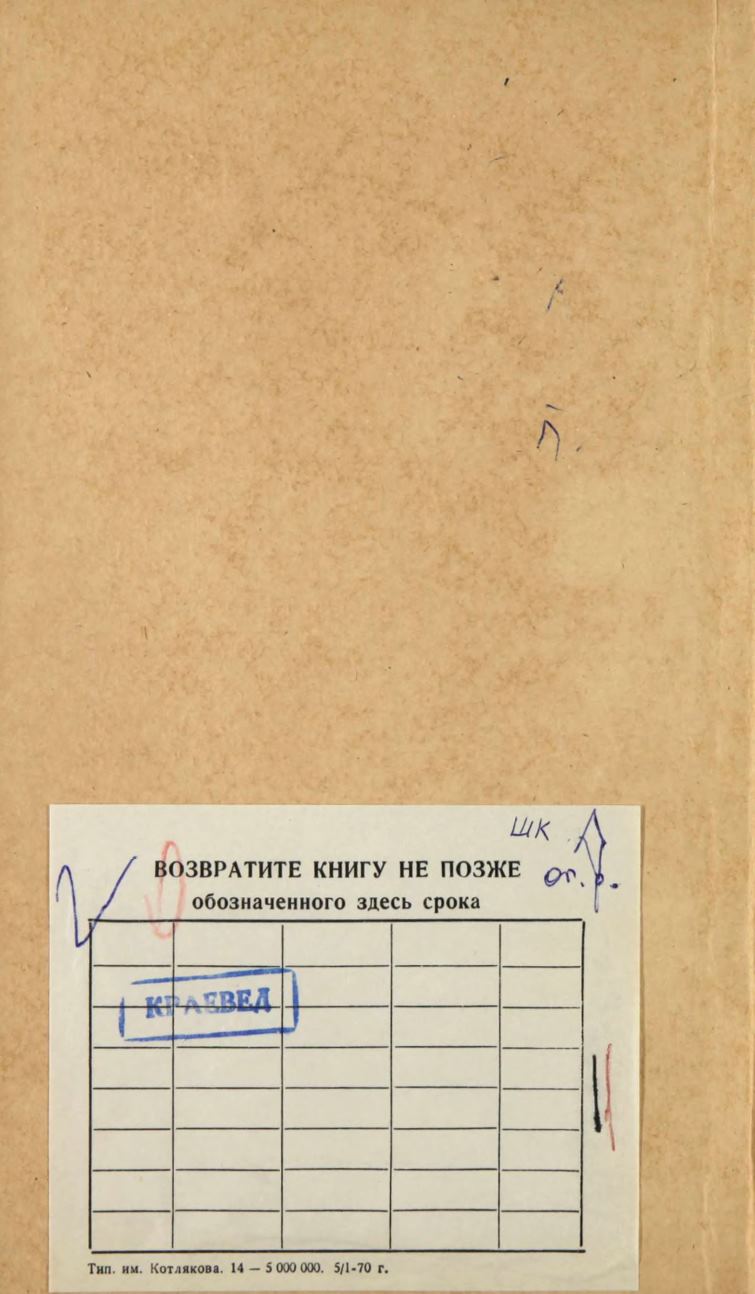 П.
ШК
ВОЗВРАТИТЕ КНИГУ НЕ ПОЗЖЕ
обозначенного здесь срока
КРАЕВЕД
Тип. им. Котлякова. 14 — 5 000 000. 5/1-70 г.